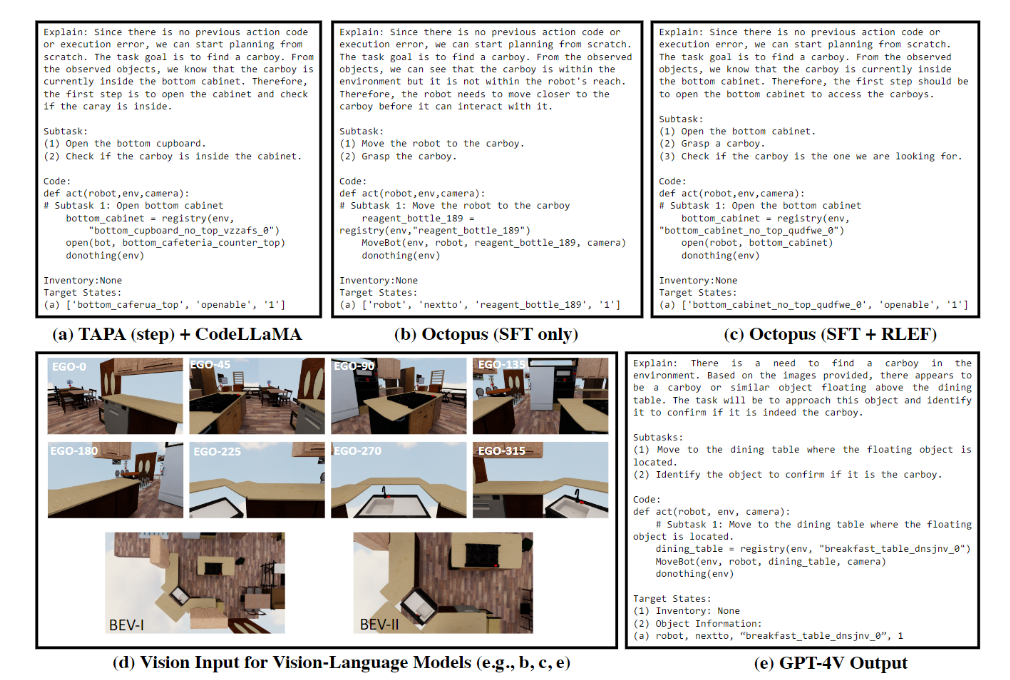 Explain: Since there is no previous action code
or execution error, we can start planning from
scratch. The task goal is to find a carboy. From
the observed objects, we know that the carboy is
currently inside the bottom cabinet. Therefore,
the first step is to open the cabinet and check
if the caray is inside.
Subtask:
(1) Open the bottom cupboard.
(2) Check if the carboy is inside the cabinet.
Code:
def act(robot,env,camera):
# Subtask 1: Open bottom cabinet
bottom_cabinet = registry(env,
"bottom_cupboard_no_top_vzzafs_0")
open(bot, bottom_cafeteria_counter_top)
donothing(env)
Inventory:None
Target States:
(a) ['bottom_caferua_top', 'openable', '1']
(a) TAPA (step) + CodeLLaMA
Explain: Since there is no previous action code or
execution error, we can start planning from scratch.
The task goal is to find a carboy. From the observed
objects, we can see that the carboy is within the
environment but it is not within the robot's reach.
Therefore, the robot needs to move closer to the
carboy before it can interact with it.
Subtask:
(1) Move the robot to the carboy.
(2) Grasp the carboy.
Code:
def act(robot,env,camera):
# Subtask 1: Move the robot to the carboy
reagent_bottle_189 =
registry(env,"reagent_bottle_189")
MoveBot(env, robot, reagent_bottle_189, camera)
donothing(env)
Inventory:None
Target States:
(a) ['robot', 'nextto', 'reagent_bottle_189', '1']
(b) Octopus (SFT only)
Explain: Since there is no previous action code or
execution error, we can start planning from scratch.
The task goal is to find a carboy. From the observed
objects, we know that the carboy is currently inside
the bottom cabinet. Therefore, the first step should be
to open the bottom cabinet to access the carboys.
Subtask:
(1) Open the bottom cabinet.
(2) Grasp a carboy.
(3) Check if the carboy is the one we are looking for.
Code:
def act(robot,env,camera):
# Subtask 1: Open the bottom cabinet
bottom_cabinet = registry(env,
"bottom_cabinet_no_top_qudfwe_0")
open(robot, bottom_cabinet)
donothing(env)
Inventory:None
Target States:
(a) ['bottom_cabinet_no_top_qudfwe_0', 'openable', '1']
(c) Octopus (SFT + RLEF)
EGO-0
EGO-45
EGO-90
EGO-135
EGO-180
EGO-225
EGO-270
EGO-315
BEV-I
BEV-II
(d) Vision Input for Vision-Language Models (e.g., b, c, e)
Explain: There is a need to find a carboy in the
environment. Based on the images provided, there appears to
be a carboy or similar object floating above the dining
table. The task will be to approach this object and identify
it to confirm if it is indeed the carboy.
Subtasks:
(1) Move to the dining table where the floating object is
located.
(2) Identify the object to confirm if it is the carboy.
Code:
def act(robot, env, camera):
# Subtask 1: Move to the dining table where the floating
object is located.
dining_table = registry(env, "breakfast_table_dnsjnv_0")
MoveBot(env, robot, dining_table, camera)
donothing(env)
Target States:
(1) Inventory: None
(2) Object Information:
(a) robot, nextto, "breakfast_table_dnsjnv_0", 1
(e) GPT-4V Output